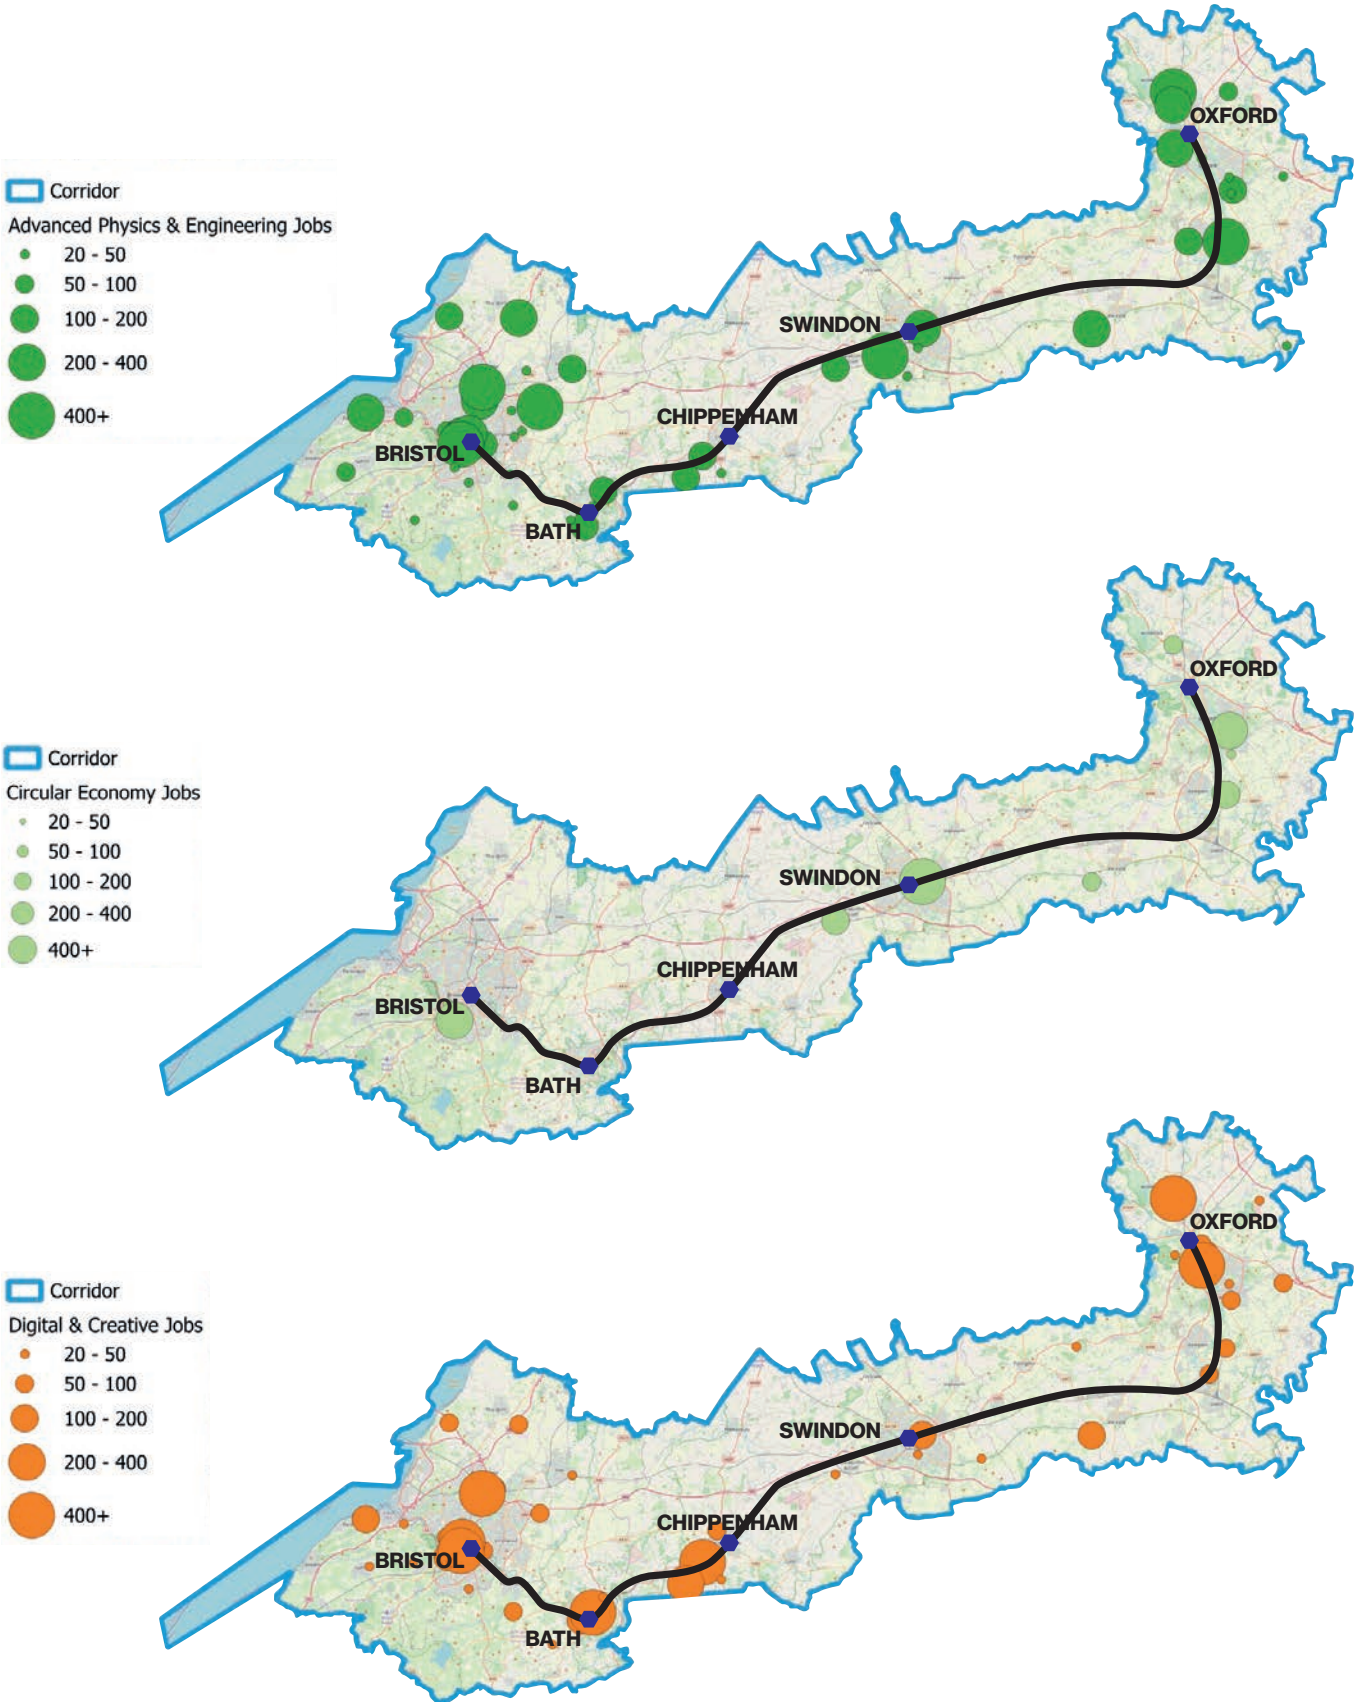 OXFORD
Corridor
Advanced Physics & Engineering Jobs
20 - 50
50 - 100
100 - 200
200 - 400
400+
SWINDON
CHIPPENHAM
BRISTOL
BATH
OXFORD
Corridor
Circular Economy Jobs
20 - 50
50 - 100
100 - 200
200 - 400
400+
SWINDON
CHIPPENHAM
BRISTOL
BATH
OXFORD
Corridor
Digital & Creative Jobs
20 - 50
50 - 100
100 - 200
200 - 400
400+
SWINDON
CHIPPENHAM
BRISTOL
BATH